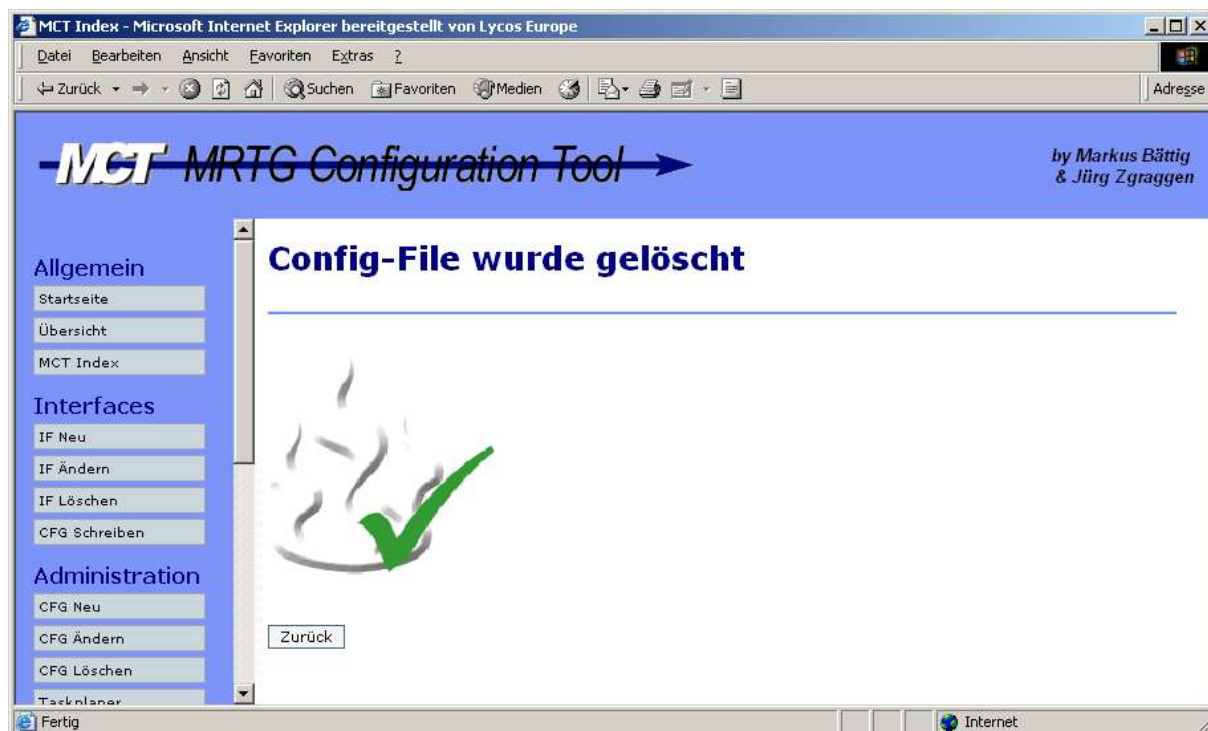 MCT Index - Microsoft Internet Explorer bereitgestellt von Lycos Europe
Datei Bearbeiten Ansicht Favoriten Extras ?
Zurück Suchen Favoriten Medien Adresse
MCT MRTG Configuration Tool
by Markus Bättig
& Jürg Zgraggen
Allgemein
Startseite
Übersicht
MCT Index
Interfaces
IF Neu
IF Ändern
IF Löschen
CFG Schreiben
Administration
CFG Neu
CFG Ändern
CFG Löschen
Taskplaner
Config-File wurde gelöscht
Zurück
Fertig Internet